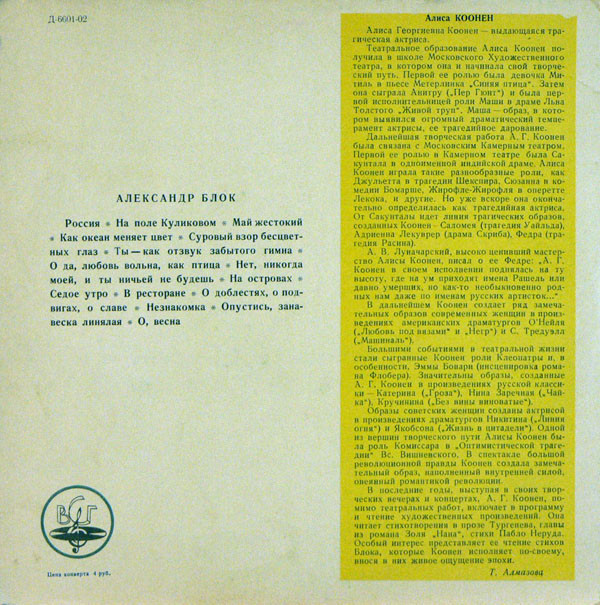 Д-6601-02
АЛЕКСАНДР БЛОК
Россия * На поле Куликовом * Май жестокий
* Как океан меняет цвет * Суровый взор бесцвет-
ных глаз * Ты — как отзвук забытого гимна *
О да, любовь вольна, как птица * Нет, никогда
моей, и ты ничьей не будешь * На островах *
Седое утро * В ресторане * О доблестях, о под-
вигах, о славе * Незнакомка * Опустись, зана-
веска линялая * О, весна
ВСГ
Цена конверта 4 руб.
Алиса КООНЕН
Алиса Георгиевна Коонен — выдающаяся тра-
гическая актриса.
Театральное образование Алиса Коонен по-
лучила в школе Московского Художественного
театра, в котором она и начинала свой творчес-
кий путь. Первой ее ролью была девочка Ми-
тиль в пьесе Метерлинка „Синяя птица“. Затем
она сыграла Анитру („Пер Гюнт“) и была пер-
вой исполнительницей роли Маши в драме Льва
Толстого „Живой труп“. Маша — образ, в кото-
ром выявился огромный драматический темпе-
рамент актрисы, ее трагедийное дарование.
Дальнейшая творческая работа А. Г. Коонен
была связана с Московским Камерным театром.
Первой ее ролью в Камерном театре была Са-
кунтала в одноименной индийской драме. Алиса
Коонен играла такие разнообразные роли, как
Джульетта в трагедии Шекспира, Сюзанна в ко-
медии Бомарше, Жирофле-Жирофля в оперетте
Лекока, и другие. Но уже вскоре она оконча-
тельно определилась как трагедийная актриса.
От Сакунталы идет линия трагических образов,
созданных Коонен - Саломея (трагедия Уайльда),
Адриенна Лекуврер (драма Скриба), Федра (тра-
гедия Расина).
А. В. Луначарский, высоко ценивший мастер-
ство Алисы Коонен, писал о ее Федре: „А. Г.
Коонен в своем исполнении поднялась на ту
высоту, где на ум приходят имена Рашель или
давно умерших, но как-то необыкновенно род-
ных нам даже по именам русских артисток...“
В дальнейшем Коонен создает ряд замеча-
тельных образов современных женщин в произ-
ведениях американских драматургов О'Нейля
(„Любовь под вязами“ и „Негр“) и С. Тредуэлл
(„Машиналь“).
Большими событиями в театральной жизни
стали сыгранные Коонен роли Клеопатры и, в
особенности, Эммы Бовари (инсценировка рома-
на Флобера). Значительны образы, созданные
А. Г. Коонен в произведениях русской класси-
ки — Катерина („Гроза“), Нина Заречная („Чай-
ка“), Кручинина („Без вины виноватые“).
Образы советских женщин созданы актрисой
в произведениях драматургов Никитина („Линия
огня“) и Якобсона („Жизнь в цитадели“). Одной
из вершин творческого пути Алисы Коонен бы-
ла роль Комиссара в „Оптимистической траге-
дии“ Вс. Вишневского. В спектакле большой
революционной правды Коонен создала замеча-
тельный образ, наполненный внутренней силой,
овеянный романтикой революции.
В последние годы, выступая в своих твор-
ческих вечерах и концертах, А. Г. Коонен, по-
мимо театральных работ, включает в программу
и чтение художественных произведений. Она
читает стихотворения в прозе Тургенева, главы
из романа Золя „Нана“, стихи Пабло Неруда.
Особый интерес представляет ее чтение стихов
Блока, которые Коонен исполняет по-своему,
внося в них живое ощущение эпохи.
Т. Алмазова